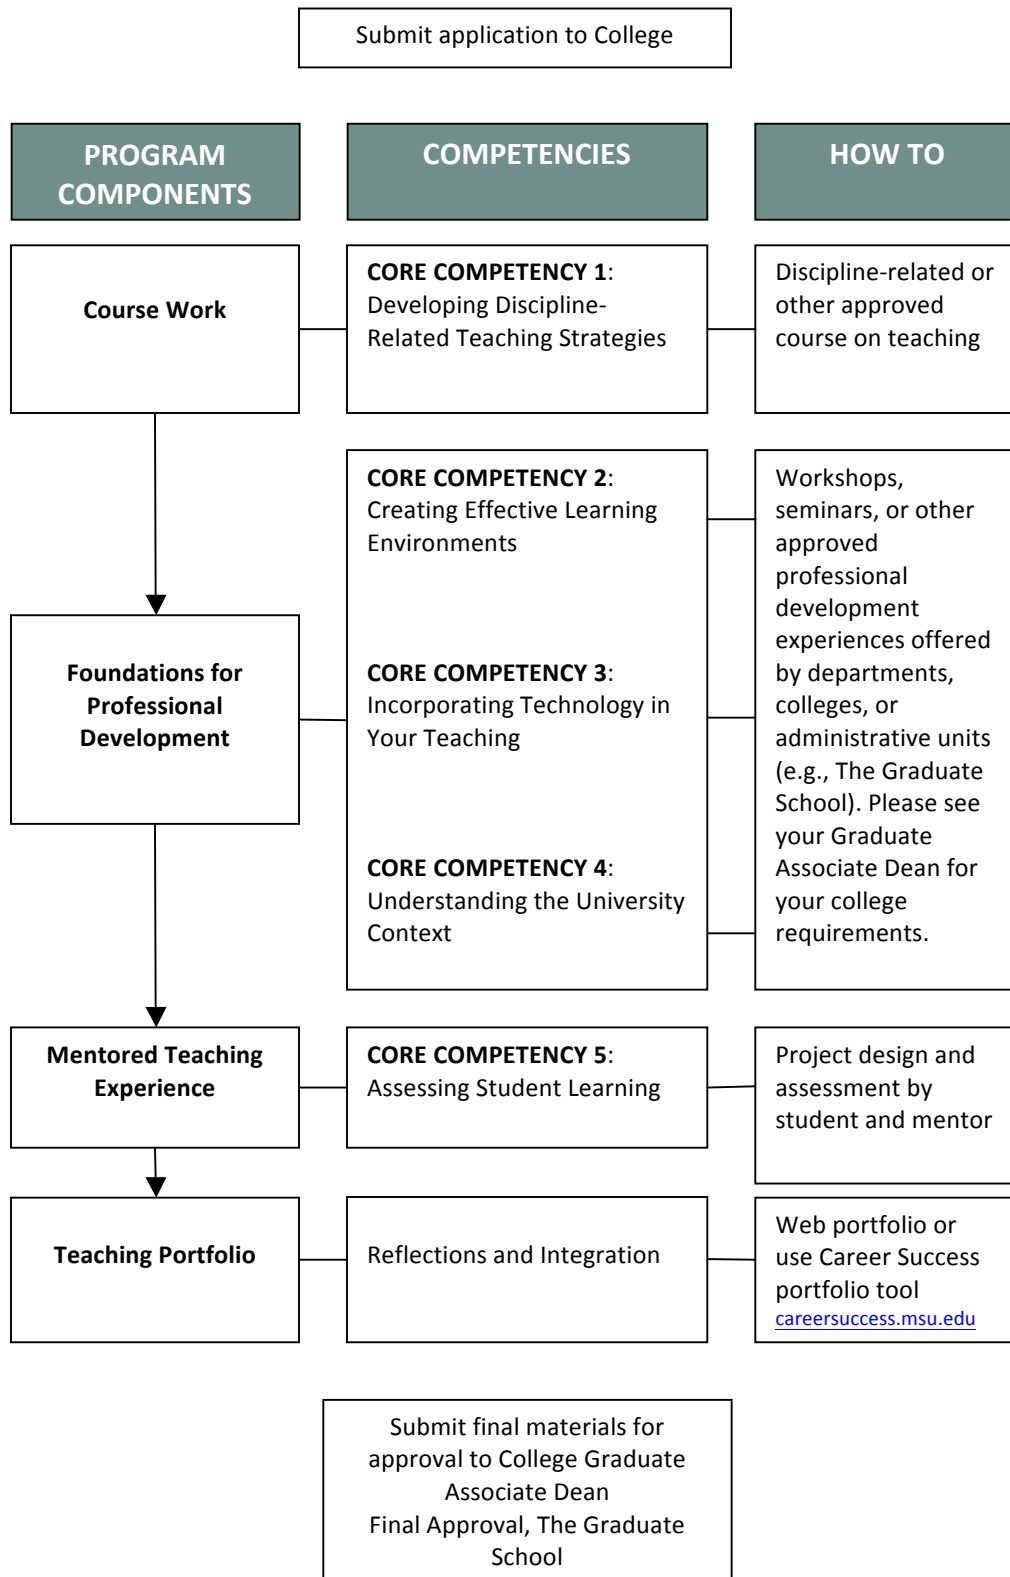 Submit application to College
PROGRAM
COMPONENTS
COMPETENCIES
HOW TO
Course Work
CORE COMPETENCY 1:
Developing Discipline-
Related Teaching Strategies
Discipline-related or
other approved
course on teaching
Foundations for
Professional
Development
CORE COMPETENCY 2:
Creating Effective Learning
Environments
CORE COMPETENCY 3:
Incorporating Technology in
Your Teaching
CORE COMPETENCY 4:
Understanding the University
Context
Workshops,
seminars, or other
approved
professional
development
experiences offered
by departments,
colleges, or
administrative units
(e.g., The Graduate
School). Please see
your Graduate
Associate Dean for
your college
requirements.
Mentored Teaching
Experience
CORE COMPETENCY 5:
Assessing Student Learning
Project design and
assessment by
student and mentor
Teaching Portfolio
Reflections and Integration
Web portfolio or
use Career Success
portfolio tool
careersuccess.msu.edu
Submit final materials for
approval to College Graduate
Associate Dean
Final Approval, The Graduate
School